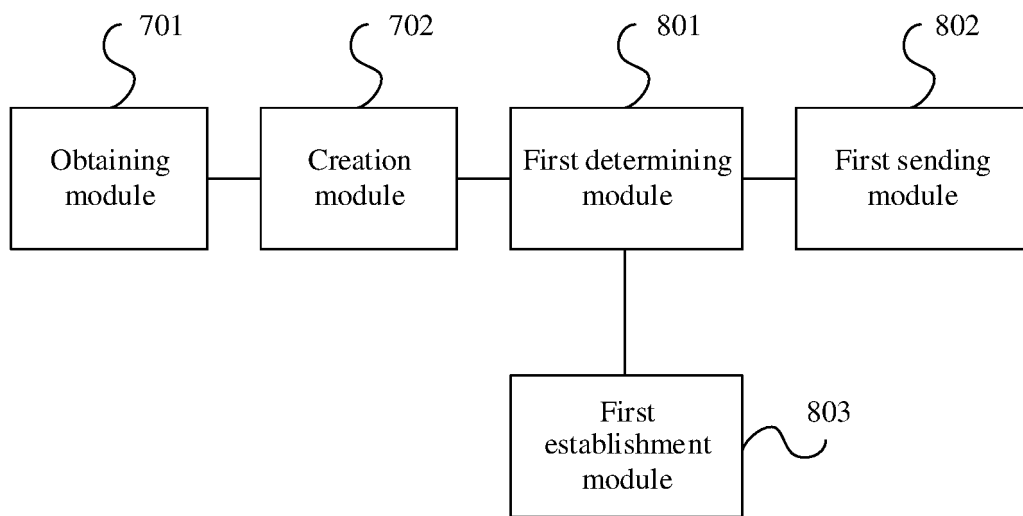 701
702
801
802
Obtaining
module
Creation
module
First determining
module
First sending
module
First
establishment
module
803